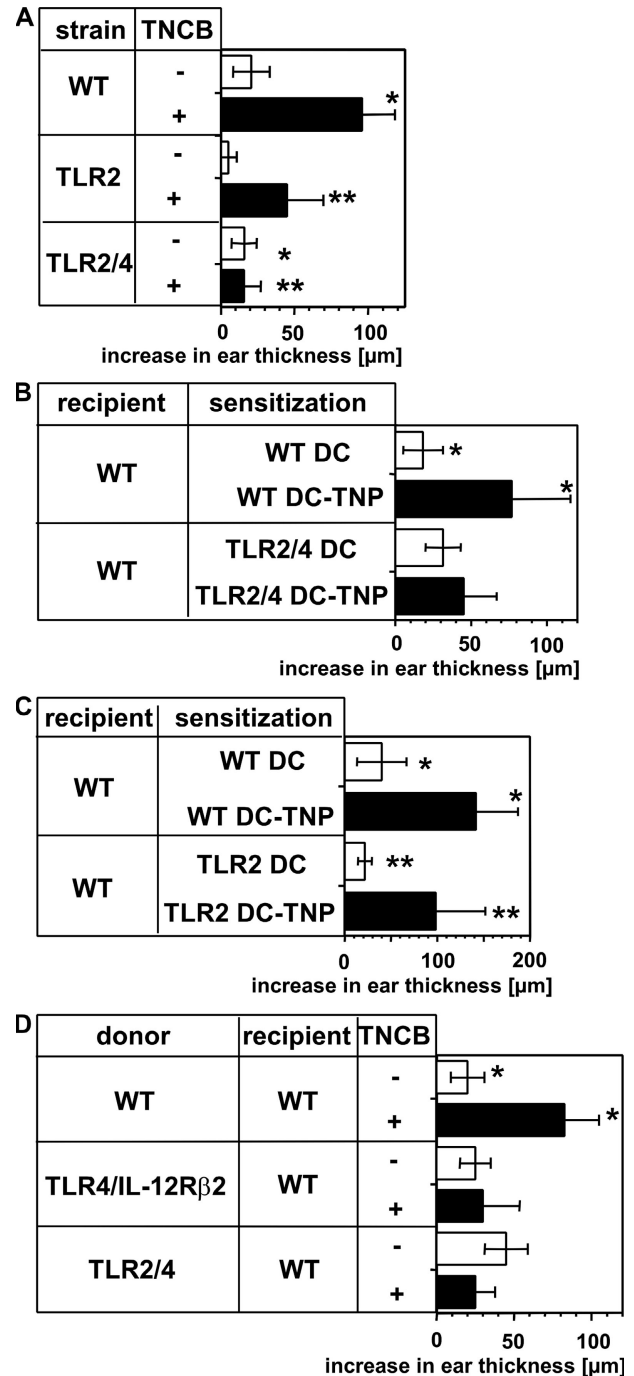 A
strain TNCB
WT - 
+ *
TLR2 -
+ **
TLR2/4 - *
+ **
0 50 100
increase in ear thickness [µm]
B
recipient sensitization
WT WT DC *
WT DC-TNP *
WT TLR2/4 DC
TLR2/4 DC-TNP
0 50 100
increase in ear thickness [µm]
C
recipient sensitization
WT WT DC *
WT DC-TNP *
WT TLR2 DC **
TLR2 DC-TNP **
0 100 200
increase in ear thickness [µm]
D
donor recipient TNCB
WT WT - *
+ *
TLR4/IL-12Rβ2 WT -
+
TLR2/4 WT -
+
0 50 100
increase in ear thickness [µm]